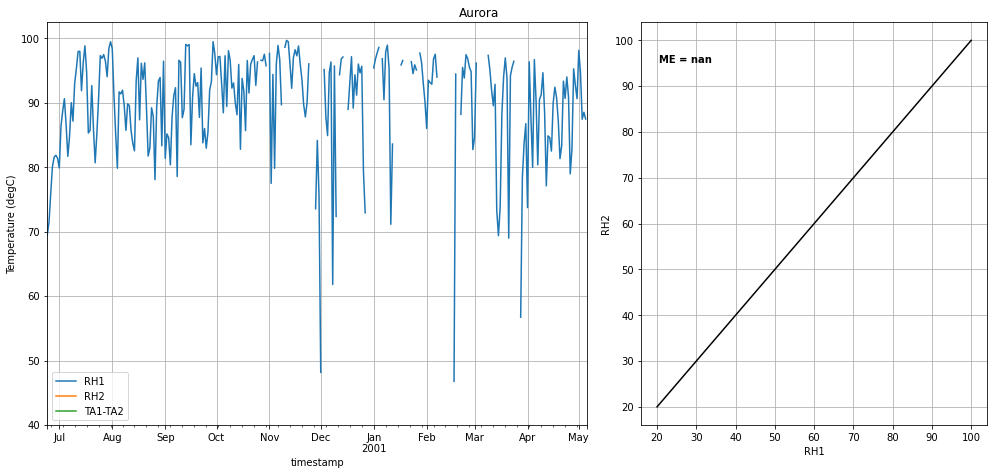 Aurora
Temperature (degC)
100
90
80
70
60
50
40
RH1
RH2
TA1-TA2
Jul Aug Sep Oct Nov Dec Jan Feb Mar Apr May
2001
timestamp
ME = nan
RH2
100
90
80
70
60
50
40
30
20
20 30 40 50 60 70 80 90 100
RH1